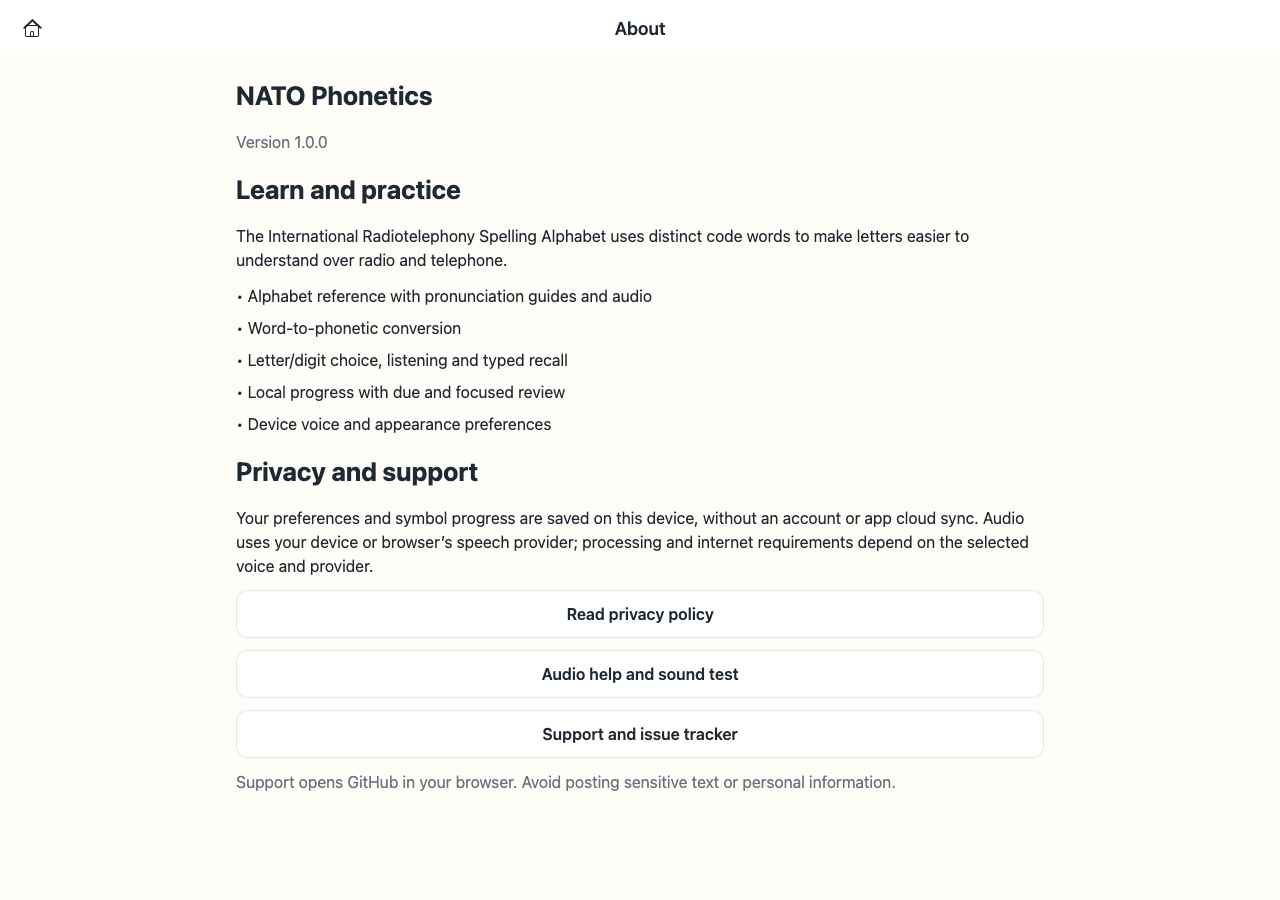 About
NATO Phonetics
Version 1.0.0
Learn and practice
The International Radiotelephony Spelling Alphabet uses distinct code words to make letters easier to
understand over radio and telephone.
• Alphabet reference with pronunciation guides and audio
• Word-to-phonetic conversion
• Letter/digit choice, listening and typed recall
• Local progress with due and focused review
• Device voice and appearance preferences
Privacy and support
Your preferences and symbol progress are saved on this device, without an account or app cloud sync. Audio
uses your device or browser’s speech provider; processing and internet requirements depend on the selected
voice and provider.
Read privacy policy
Audio help and sound test
Support and issue tracker
Support opens GitHub in your browser. Avoid posting sensitive text or personal information.